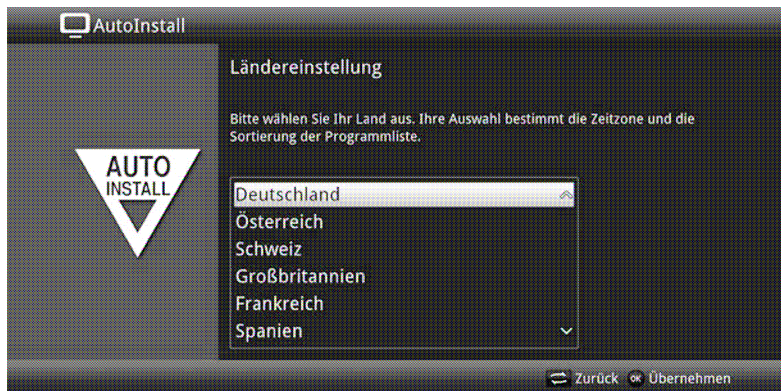 AutoInstall
Ländereinstellung
Bitte wählen Sie Ihr Land aus. Ihre Auswahl bestimmt die Zeitzone und die
Sortierung der Programmliste.
AUTO
INSTALL
Deutschland
Österreich
Schweiz
Großbritannien
Frankreich
Spanien
Zurück OK Übernehmen